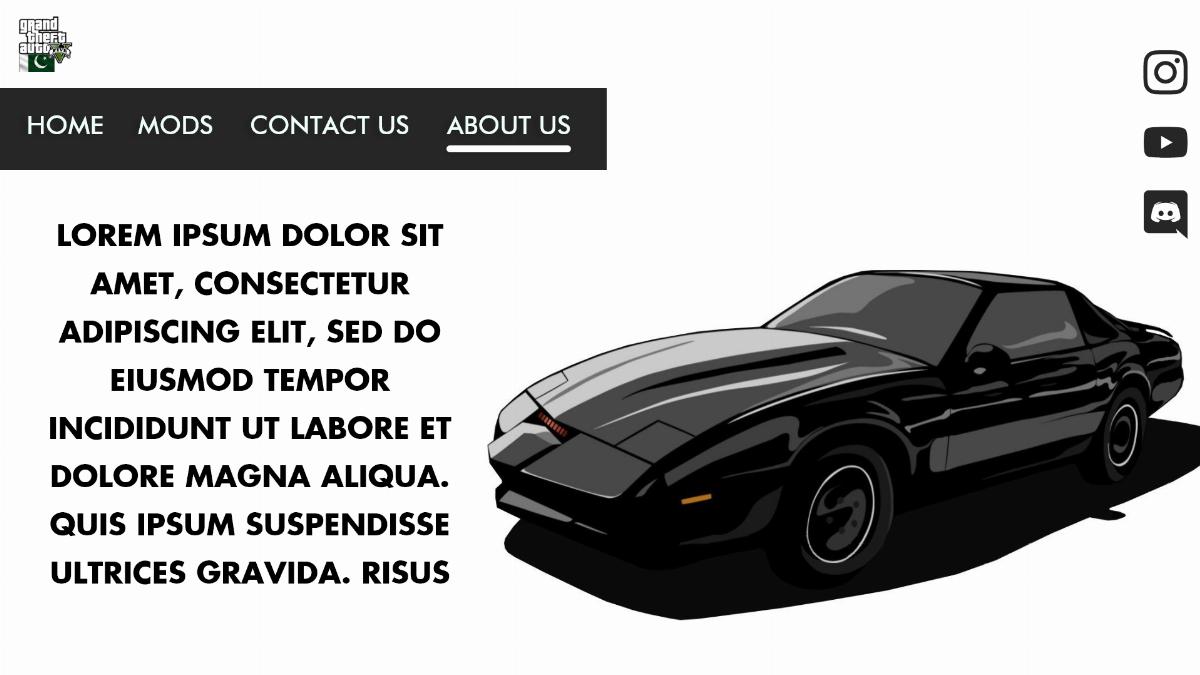 grand
theft
auto
V
HOME MODS CONTACT US ABOUT US
LOREM IPSUM DOLOR SIT
AMET, CONSECTETUR
ADIPISCING ELIT, SED DO
EIUSMOD TEMPOR
INCIDIDUNT UT LABORE ET
DOLORE MAGNA ALIQUA.
QUIS IPSUM SUSPENDISSE
ULTRICES GRAVIDA. RISUS